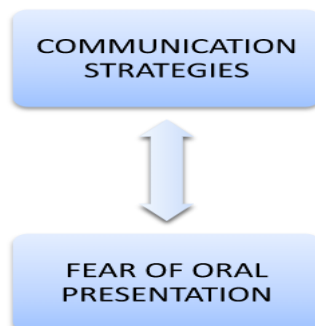 COMMUNICATION
STRATEGIES
FEAR OF ORAL
PRESENTATION